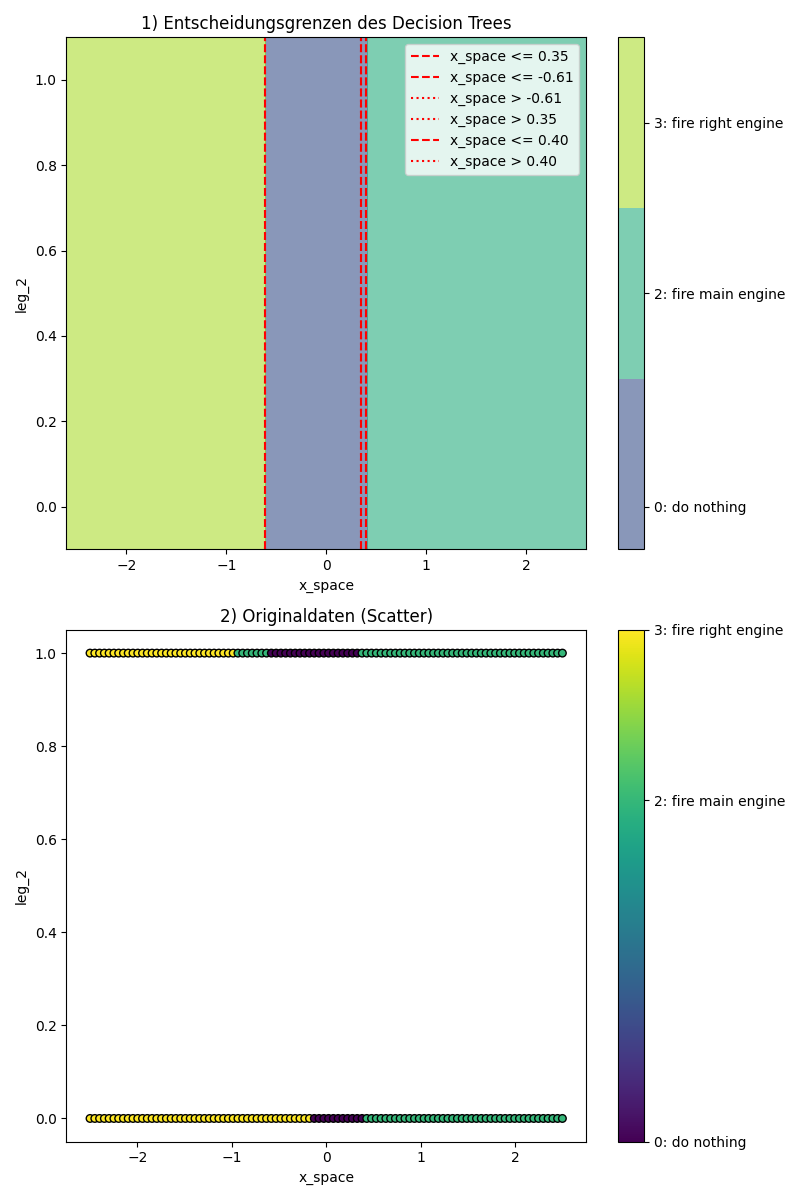 1) Entscheidungsgrenzen des Decision Trees
x_space <= 0.35
x_space <= -0.61
x_space > -0.61
x_space > 0.35
x_space <= 0.40
x_space > 0.40
1.0
0.8
0.6
0.4
0.2
0.0
leg_2
−2
−1
0
1
2
x_space
3: fire right engine
2: fire main engine
0: do nothing
2) Originaldaten (Scatter)
1.0
0.8
0.6
0.4
0.2
0.0
leg_2
−2
−1
0
1
2
x_space
3: fire right engine
2: fire main engine
0: do nothing